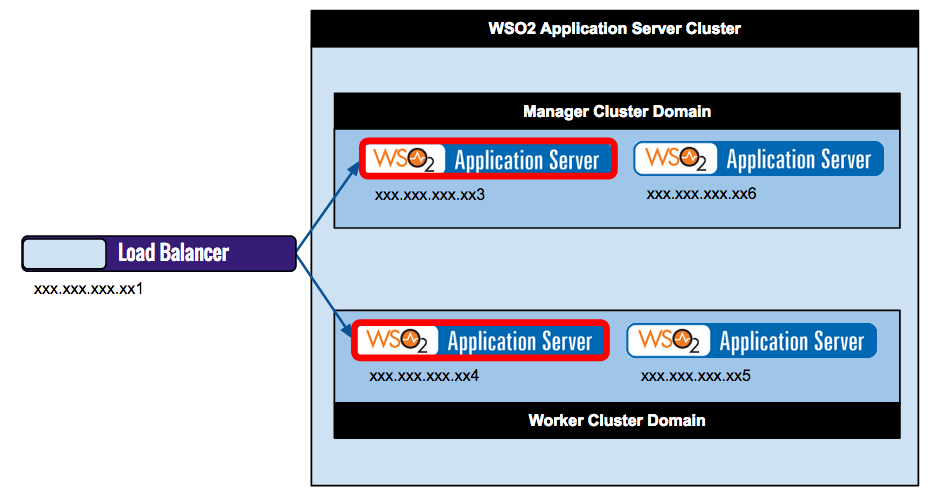 WSO2 Application Server Cluster
Manager Cluster Domain
WSO2 Application Server
WSO2 Application Server
xxx.xxx.xxx.xx3
xxx.xxx.xxx.xx6
Load Balancer
xxx.xxx.xxx.xx1
WSO2 Application Server
WSO2 Application Server
xxx.xxx.xxx.xx4
xxx.xxx.xxx.xx5
Worker Cluster Domain